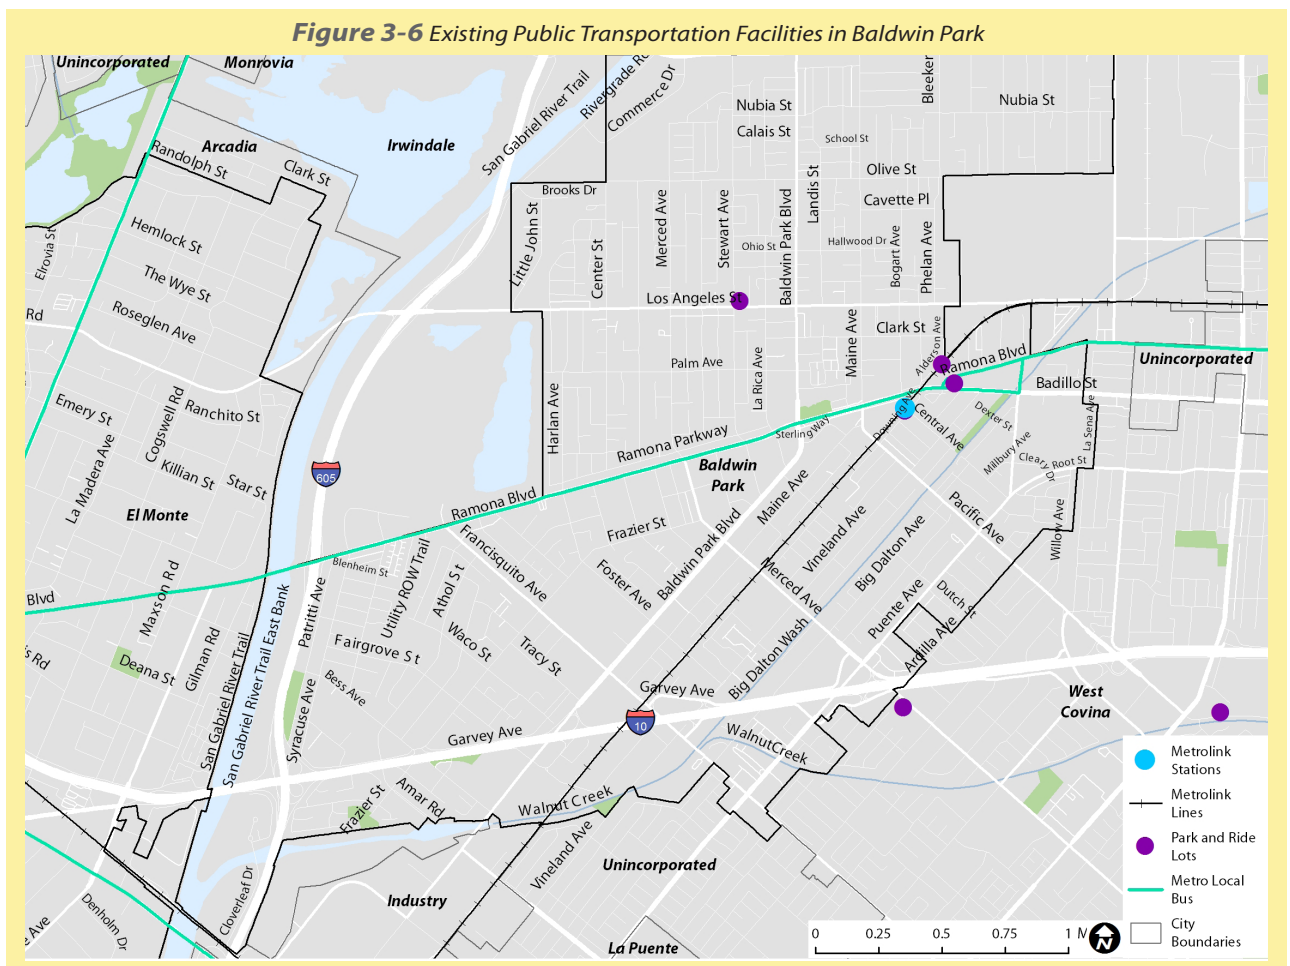 Figure 3-6 Existing Public Transportation Facilities in Baldwin Park
Unincorporated
Monrovia
San Gabriel River Trail
Rivergrade Rd
Commerce Dr
Bleeker
Nubia St
Nubia St
Calais St
School St
Arcadia
Irwindale
Randolph St
Clark St
Olive St
Brooks Dr
Cavette Pl
Landis St
Merced Ave
Stewart Ave
Baldwin Park Blvd
Little John St
Center St
Ohio St
Hallwood Dr
Bogart Ave
Phelan Ave
Elrovia St
Hemlock St
The Wye St
Roseglen Ave
Rd
Los Angeles St
Clark St
Maine Ave
Alderson Ave
Palm Ave
La Rica Ave
Ramona Blvd
Unincorporated
Badillo St
Emery St
Cogswell Rd
Ranchito St
Harlan Ave
Downing Ave
Central Ave
Dexter St
La Sena Ave
Sterling Way
Ramona Parkway
Millbury Ave
Cleary Dr
Root St
La Madera Ave
Killian St
Star St
605
Baldwin
Park
El Monte
Ramona Blvd
Maine Ave
Pacific Ave
Frazier St
Baldwin Park Blvd
Vineland Ave
Big Dalton Ave
Willow Ave
Francisquito Ave
Utility ROW Trail
Blenheim St
Athol St
Foster Ave
Merced Ave
Puente Ave
Dutch St
Blvd
Maxson Rd
Patritti Ave
Fairgrove St
Waco St
Tracy St
Big Dalton Wash
Ardilla Ave
s Rd
Deana St
Gilman Rd
San Gabriel River Trail
San Gabriel River Trail East Bank
Bess Ave
Syracuse Ave
Garvey Ave
West
Covina
10
Garvey Ave
Walnut Creek
Amar Rd
Frazier St
Walnut Creek
Vineland Ave
Unincorporated
Cloverleaf Dr
Industry
Denholm Dr
e Ave
La Puente
Metrolink
Stations
Metrolink
Lines
Park and Ride
Lots
Metro Local
Bus
City
Boundaries
0 0.25 0.5 0.75 1 M
N